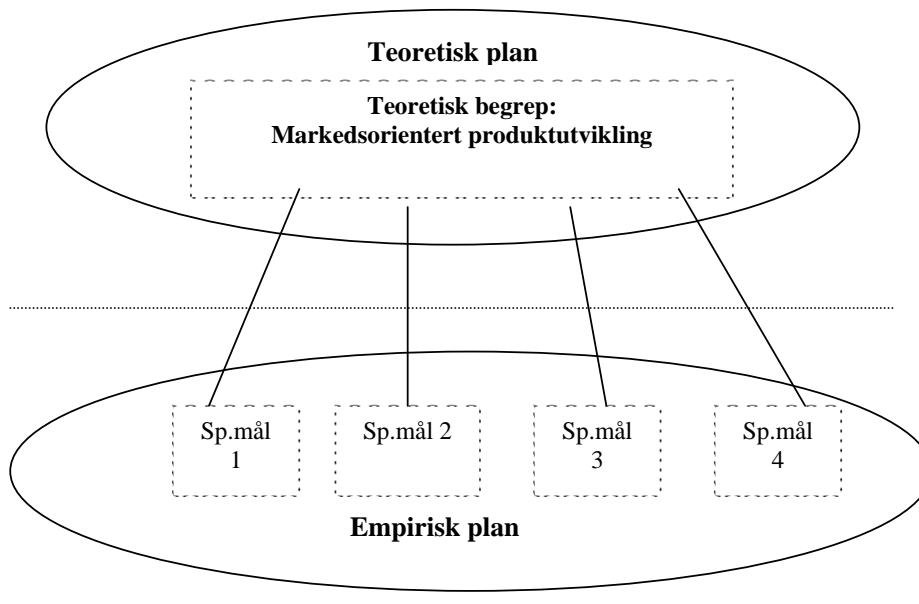 Teoretisk plan
Teoretisk begrep:
Markedsorientert produktutvikling
Sp.mål
1
Sp.mål 2
Sp.mål
3
Sp.mål
4
Empirisk plan